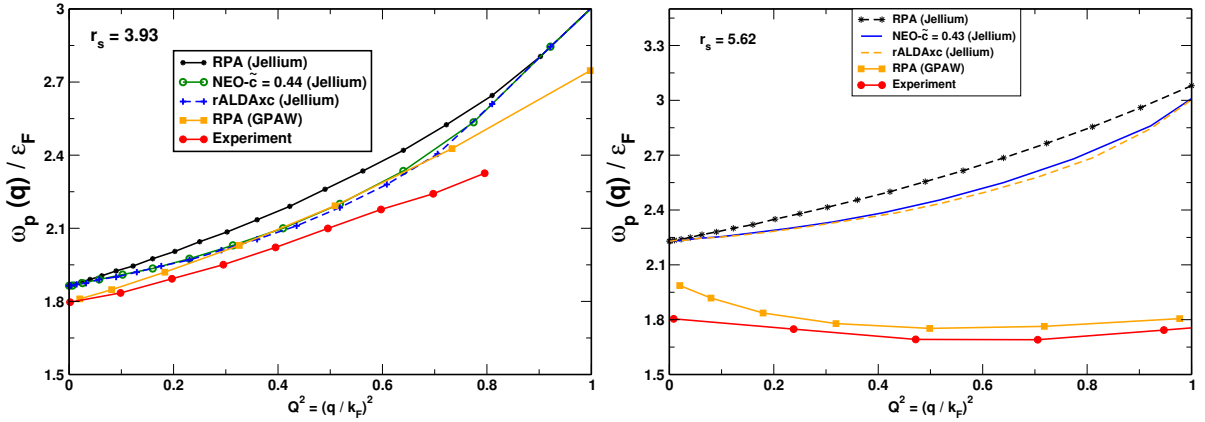 r_s = 3.93
RPA (Jellium)
NEO-c̃ = 0.44 (Jellium)
rALDAxc (Jellium)
RPA (GPAW)
Experiment
ω_p (q) / ε_F
3
2.7
2.4
2.1
1.8
1.5
0 0.2 0.4 0.6 0.8 1
Q^2 = (q / k_F)^2
r_s = 5.62
RPA (Jellium)
NEO-c̃ = 0.43 (Jellium)
rALDAxc (Jellium)
RPA (GPAW)
Experiment
ω_p (q) / ε_F
3.3
3
2.7
2.4
2.1
1.8
1.5
0 0.2 0.4 0.6 0.8 1
Q^2 = (q / k_F)^2